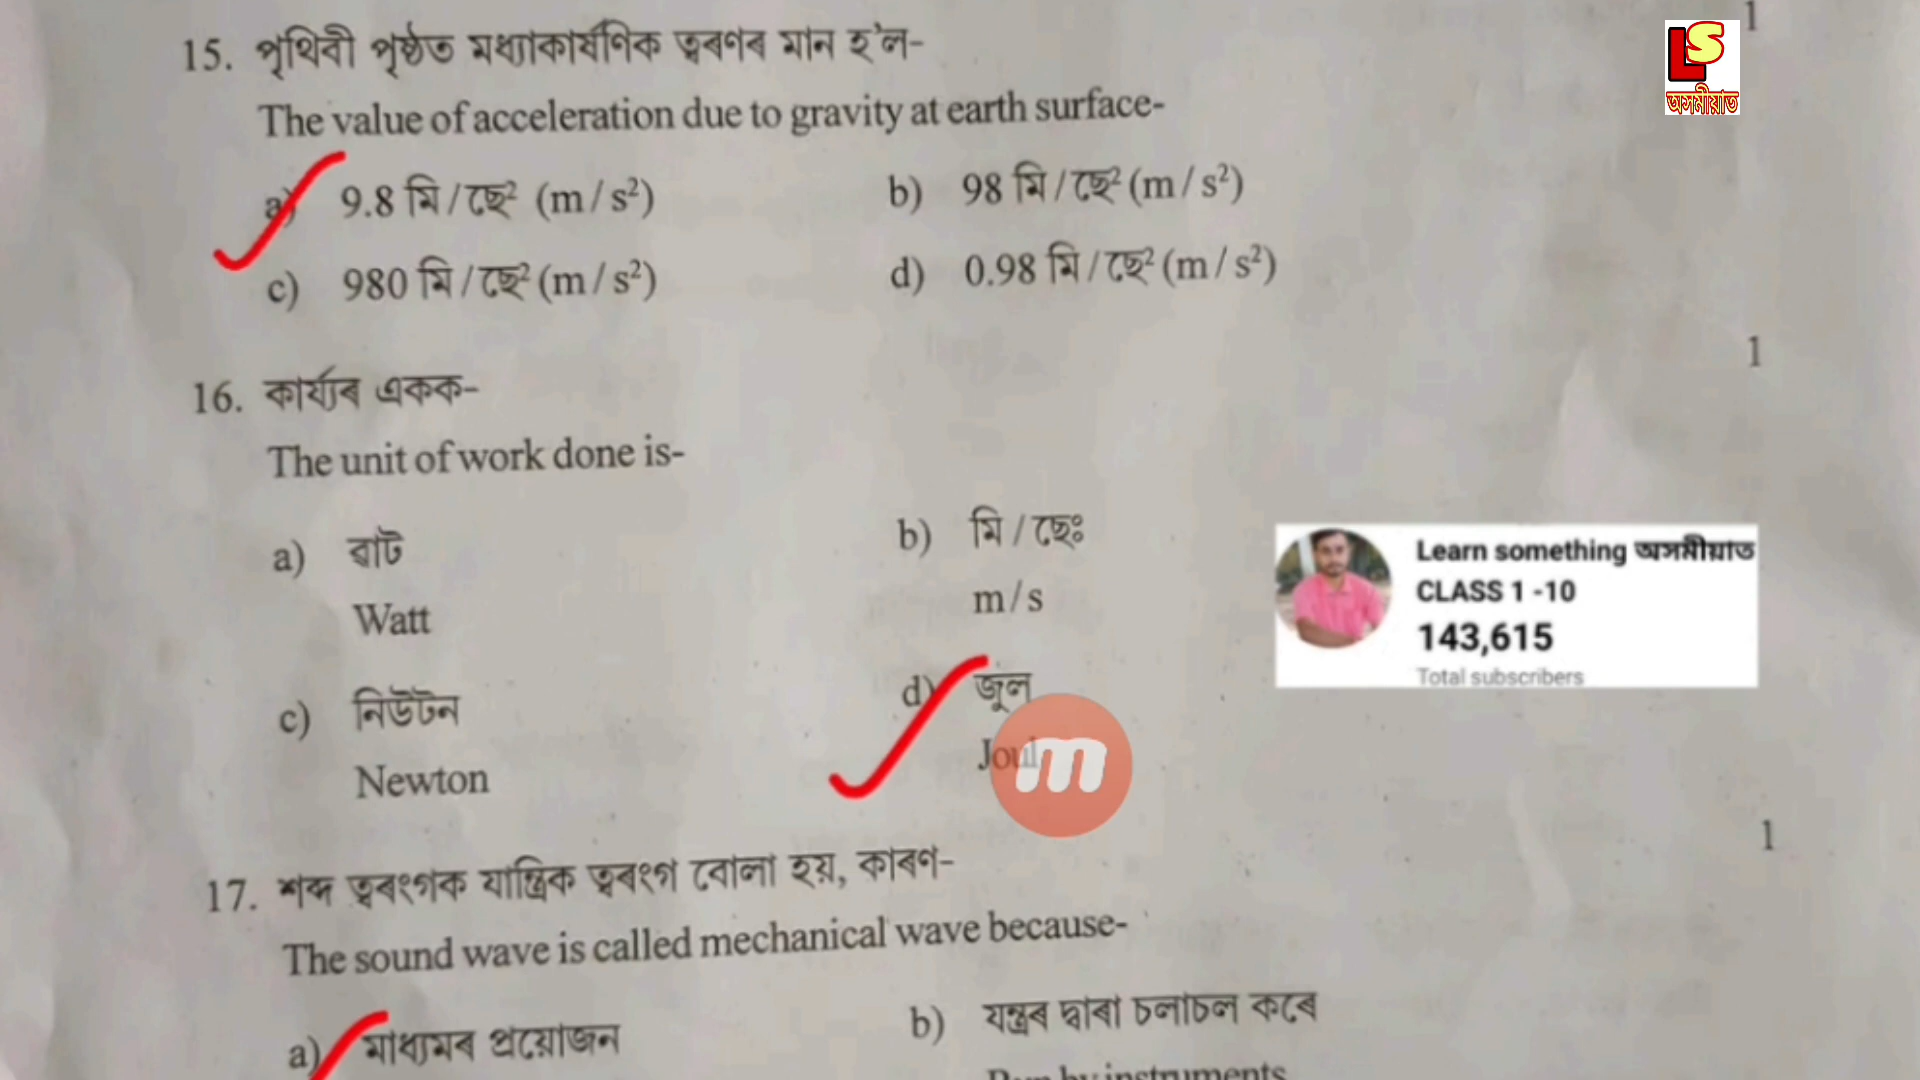 1
LS
অসমীয়াত
15. পৃথিবী পৃষ্ঠত মধ্যাকাৰ্ষণিক ত্বৰণৰ মান হ'ল-
The value of acceleration due to gravity at earth surface-
a) 9.8 মি / ছে² (m / s²) b) 98 মি / ছে² (m / s²)
c) 980 মি / ছে² (m / s²) d) 0.98 মি / ছে² (m / s²)
1
16. কাৰ্য্যৰ একক-
The unit of work done is-
a) ৱাট b) মি / ছেঃ
Watt m / s
c) নিউটন d) জুল
Newton
Learn something অসমীয়াত
CLASS 1 -10
143,615
Total subscribers
m
1
17. শব্দ ত্বৰংগক যান্ত্ৰিক ত্বৰংগ বোলা হয়, কাৰণ-
The sound wave is called mechanical wave because-
a) মাধ্যমৰ প্ৰয়োজন b) যন্ত্ৰৰ দ্বাৰা চলাচল কৰে
by instruments